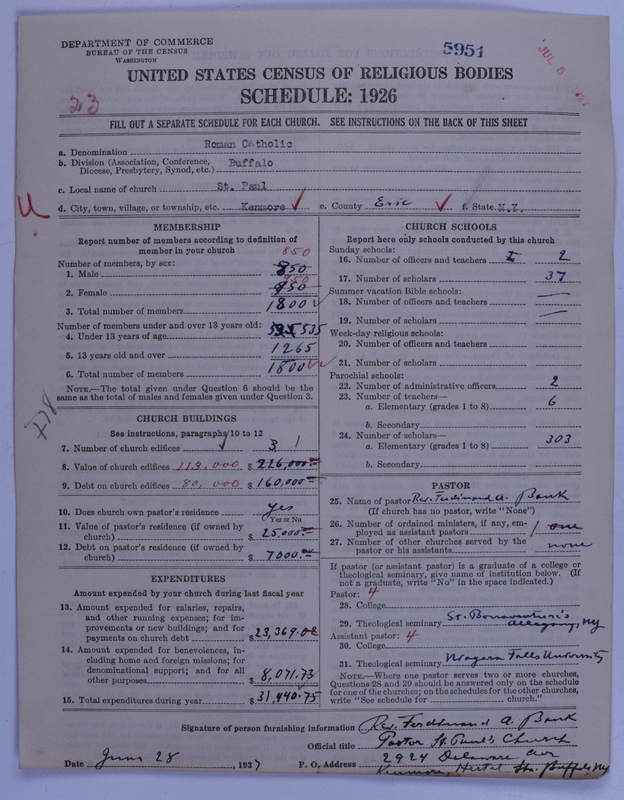 DEPARTMENT OF COMMERCE
BUREAU OF THE CENSUS
WASHINGTON
5951
JUL 5
UNITED STATES CENSUS OF RELIGIOUS BODIES
SCHEDULE: 1926
23
FILL OUT A SEPARATE SCHEDULE FOR EACH CHURCH. SEE INSTRUCTIONS ON THE BACK OF THIS SHEET
a. Denomination Roman Catholic
b. Division (Association, Conference, Diocese, Presbytery, Synod, etc.) Buffalo
c. Local name of church St. Paul
d. City, town, village, or township, etc. Kenmore e. County Erie f. State N.Y.
MEMBERSHIP
Report number of members according to definition of
member in your church
Number of members, by sex: 850
1. Male 850
2. Female 950 950
3. Total number of members 1800
Number of members under and over 13 years old:
4. Under 13 years of age 535
5. 13 years old and over 1265
6. Total number of members 1800
NOTE.—The total given under Question 6 should be
same as the total of males and females given under Question 3.
CHURCH BUILDINGS
See instructions, paragraphs 10 to 12
7. Number of church edifices 3 1
8. Value of church edifices 113,000 $ 226,000.00
9. Debt on church edifices 80,000 $ 160,000.00
10. Does church own pastor's residence yes
Yes or No
11. Value of pastor's residence (if owned by
church) $ 25,000.00
12. Debt on pastor's residence (if owned by
church) $ 7000.00
EXPENDITURES
Amount expended by your church during last fiscal year
13. Amount expended for salaries, repairs,
and other running expenses; for im-
provements or new buildings; and for
payments on church debt $ 23,369.02
14. Amount expended for benevolences, in-
cluding home and foreign missions; for
denominational support; and for all
other purposes $ 8,071.73
15. Total expenditures during year $ 31,440.75
CHURCH SCHOOLS
Report here only schools conducted by this church
Sunday schools:
16. Number of officers and teachers 2
17. Number of scholars 37
Summer vacation Bible schools:
18. Number of officers and teachers —
19. Number of scholars —
Week-day religious schools:
20. Number of officers and teachers
21. Number of scholars
Parochial schools:
22. Number of administrative officers 2
23. Number of teachers—
a. Elementary (grades 1 to 8) 6
b. Secondary
24. Number of scholars—
a. Elementary (grades 1 to 8) 303
b. Secondary
PASTOR
25. Name of pastor Rev. Ferdinand A. Bank
(If church has no pastor, write "None")
26. Number of ordained ministers, if any, em-
ployed as assistant pastors 1 one
27. Number of other churches served by the
pastor or his assistants none
If pastor (or assistant pastor) is a graduate of a college or
theological seminary, give name of institution below. (If
not a graduate, write "No" in the space indicated.)
Pastor: 4
28. College
29. Theological seminary St. Bonaventure's Allegany, NY
Assistant pastor: 4
30. College
31. Theological seminary Niagara Falls University
NOTE.—Where one pastor serves two or more churches,
Questions 28 and 29 should be answered only on the schedule
for one of the churches; on the schedules for the other churches,
write "See schedule for church."
Signature of person furnishing information Rev. Ferdinand A. Bank
Official title Pastor St. Paul's Church
Date June 28, 1927 P. O. Address 2924 Delaware Ave
Kenmore, Hertel Sta. Buffalo NY